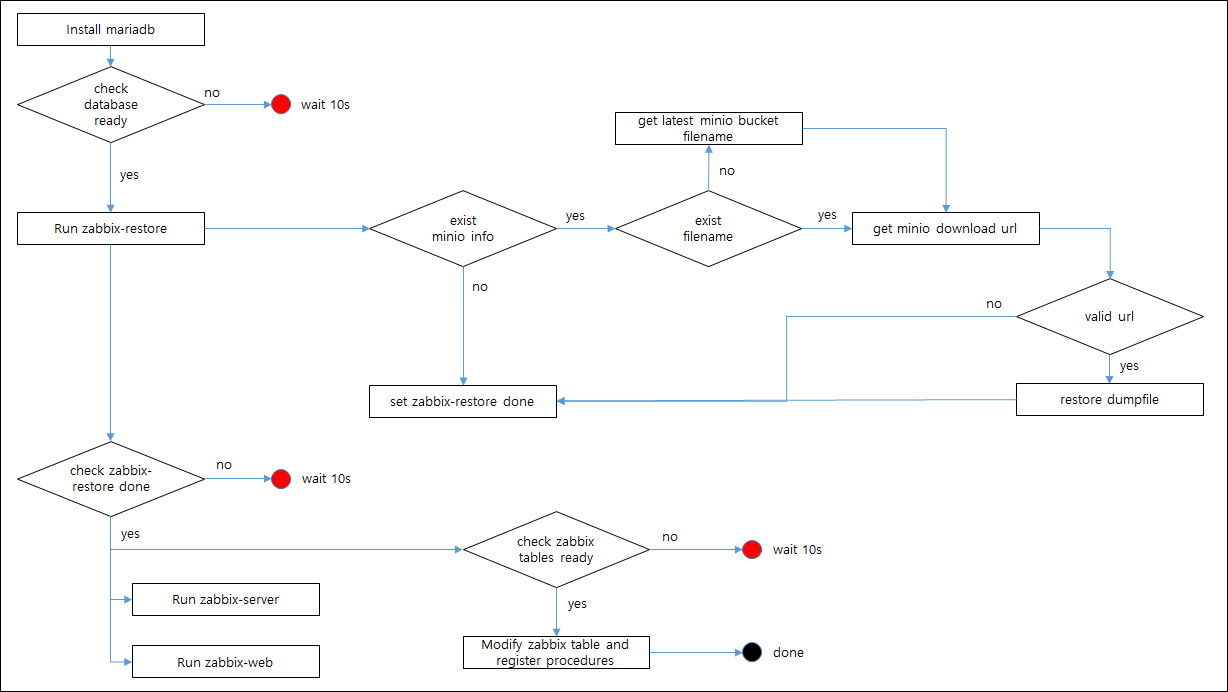 Install mariadb
check
database
ready
no
wait 10s
yes
Run zabbix-restore
exist
minio info
yes
no
get latest minio bucket
filename
no
exist
filename
yes
get minio download url
valid url
no
yes
restore dumpfile
set zabbix-restore done
check zabbix-
restore done
no
wait 10s
yes
check zabbix
tables ready
no
wait 10s
yes
Run zabbix-server
Run zabbix-web
Modify zabbix table and
register procedures
done